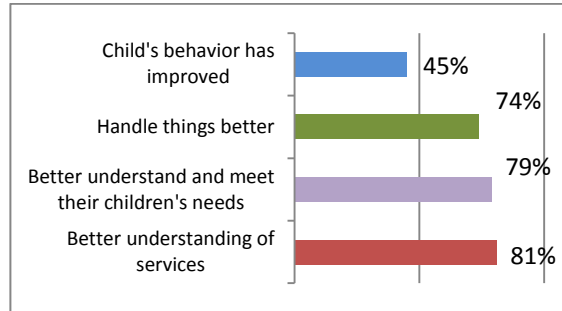 Child's behavior has
improved
45%
74%
Handle things better
79%
Better understand and meet
their children's needs
Better understanding of
services
81%